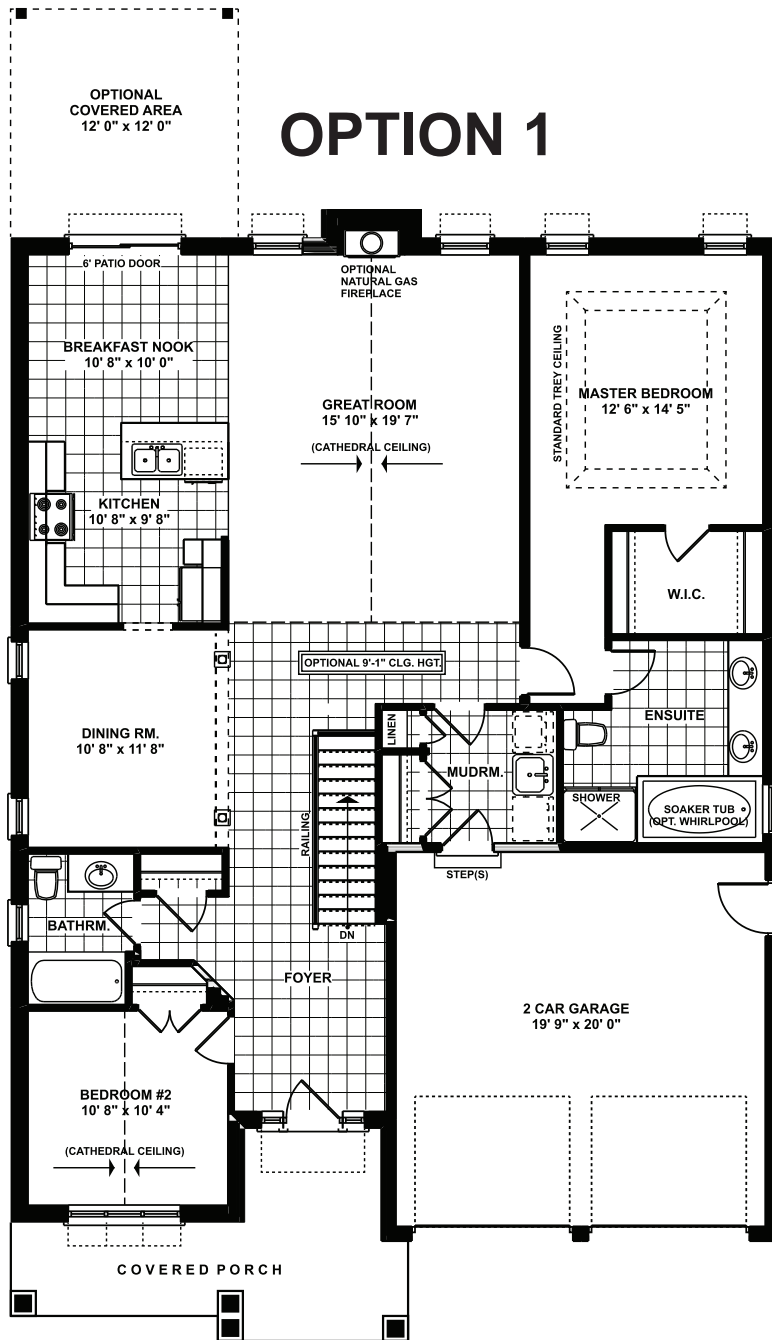 OPTIONAL
COVERED AREA
12' 0" x 12' 0"
OPTION 1
6' PATIO DOOR
OPTIONAL
NATURAL GAS
FIREPLACE
BREAKFAST NOOK
10' 8" x 10' 0"
GREAT ROOM
15' 10" x 19' 7"
(CATHEDRAL CEILING)
STANDARD TREY CEILING
MASTER BEDROOM
12' 6" x 14' 5"
KITCHEN
10' 8" x 9' 8"
W.I.C.
OPTIONAL 9'-1" CLG. HGT.
DINING RM.
10' 8" x 11' 8"
LINEN
MUDRM.
ENSUITE
SHOWER
SOAKER TUB
(OPT. WHIRLPOOL)
RAILING
STEP(S)
DN
BATHRM.
FOYER
2 CAR GARAGE
19' 9" x 20' 0"
BEDROOM #2
10' 8" x 10' 4"
(CATHEDRAL CEILING)
COVERED PORCH